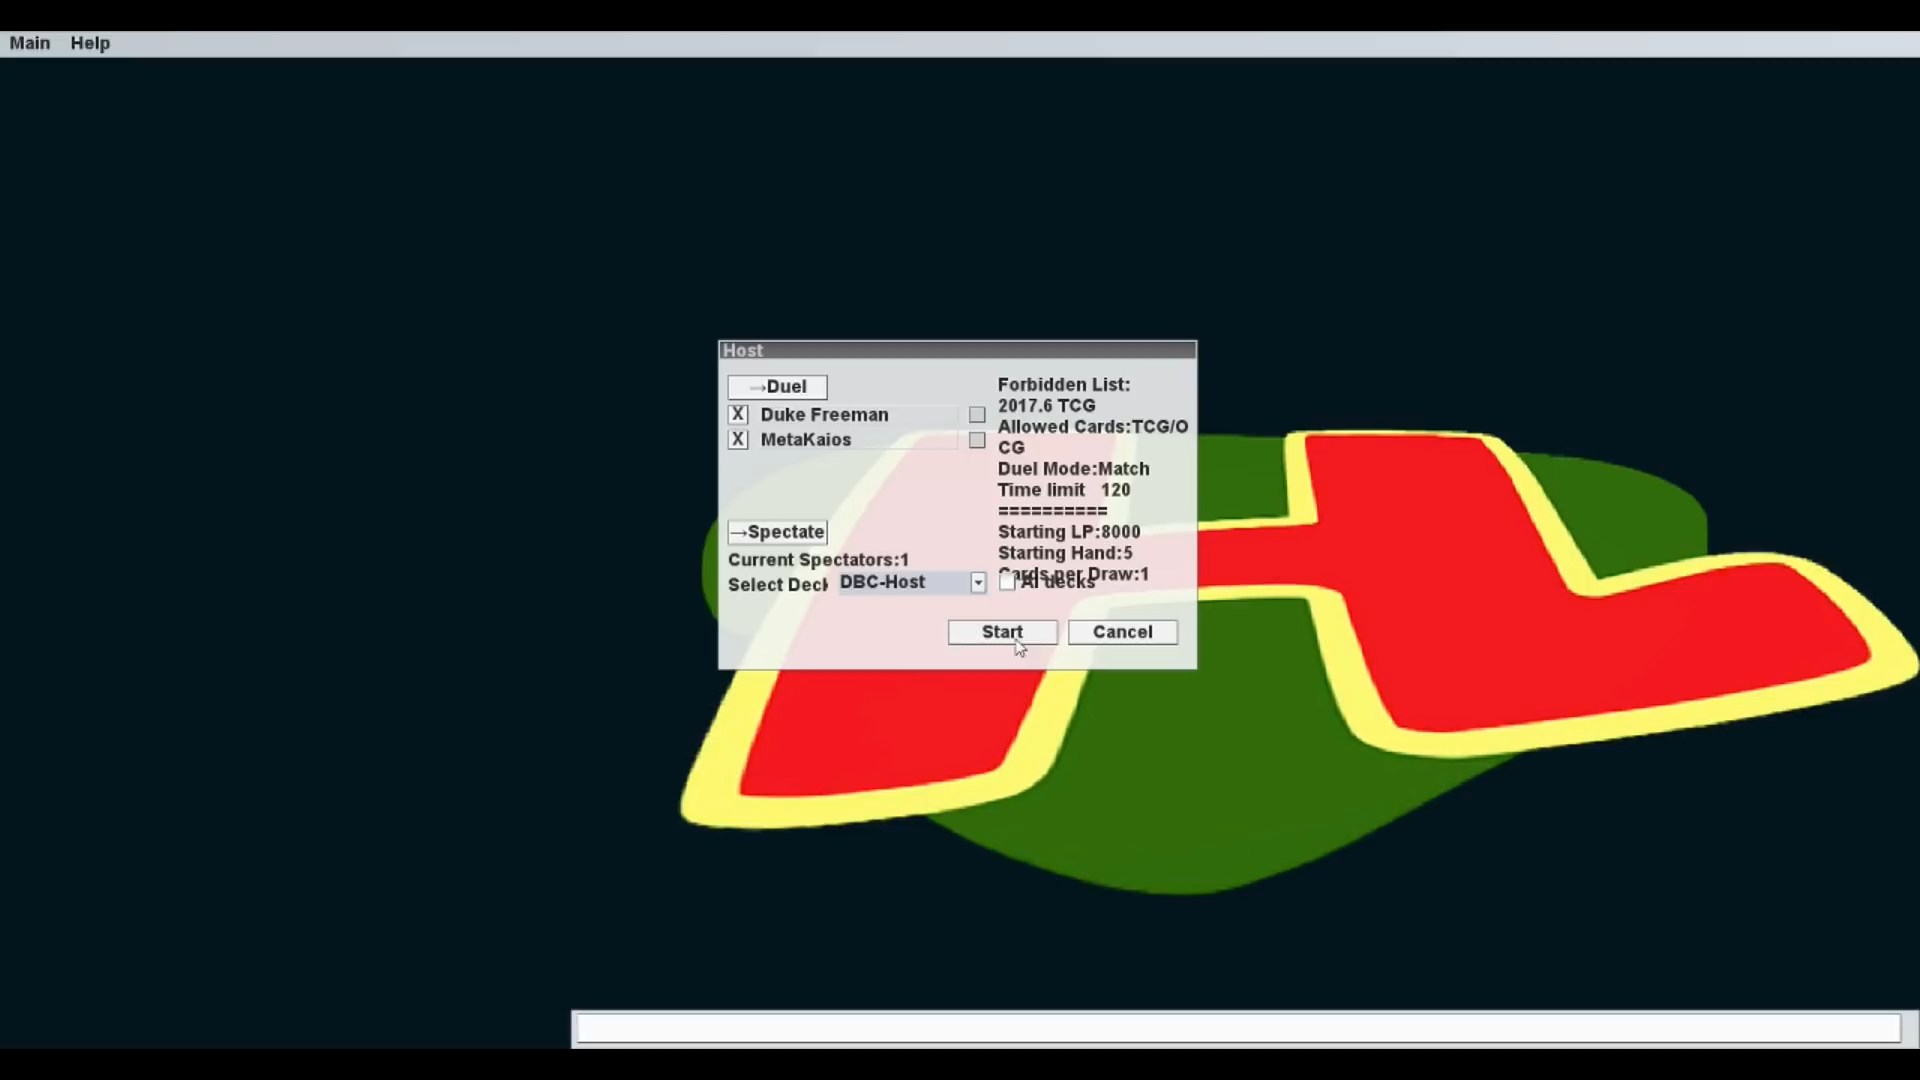 Main Help
Host
→Duel
X Duke Freeman
X MetaKaios
→Spectate
Current Spectators:1
Select Deck DBC-Host
Forbidden List:
2017.6 TCG
Allowed Cards:TCG/O
CG
Duel Mode:Match
Time limit 120
==========
Starting LP:8000
Starting Hand:5
Cards per Draw:1
AI decks
Start Cancel